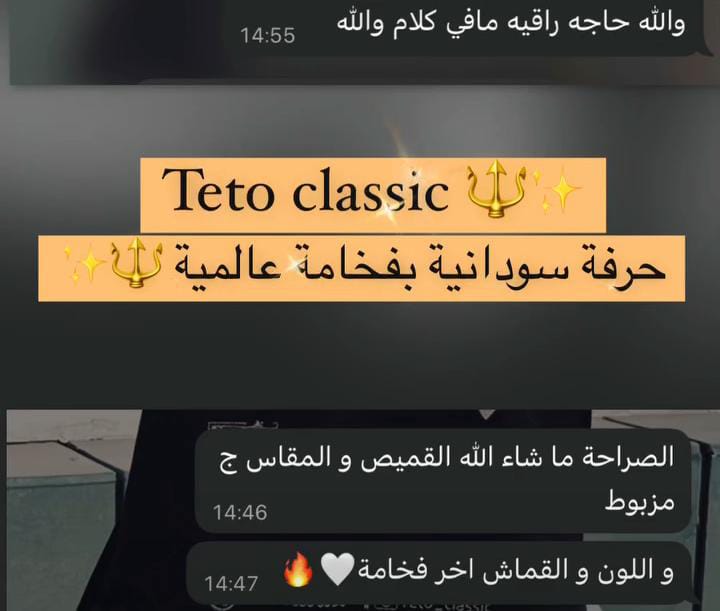 والله حاجه راقيه مافي كلام والله
14:55
Teto classic 🔱✨
حرفة سودانية بفخامة عالمية 🔱✨
الصراحة ما شاء الله القميص و المقاس ج
مزبوط
14:46
و اللون و القماش اخر فخامة🤍🔥
14:47